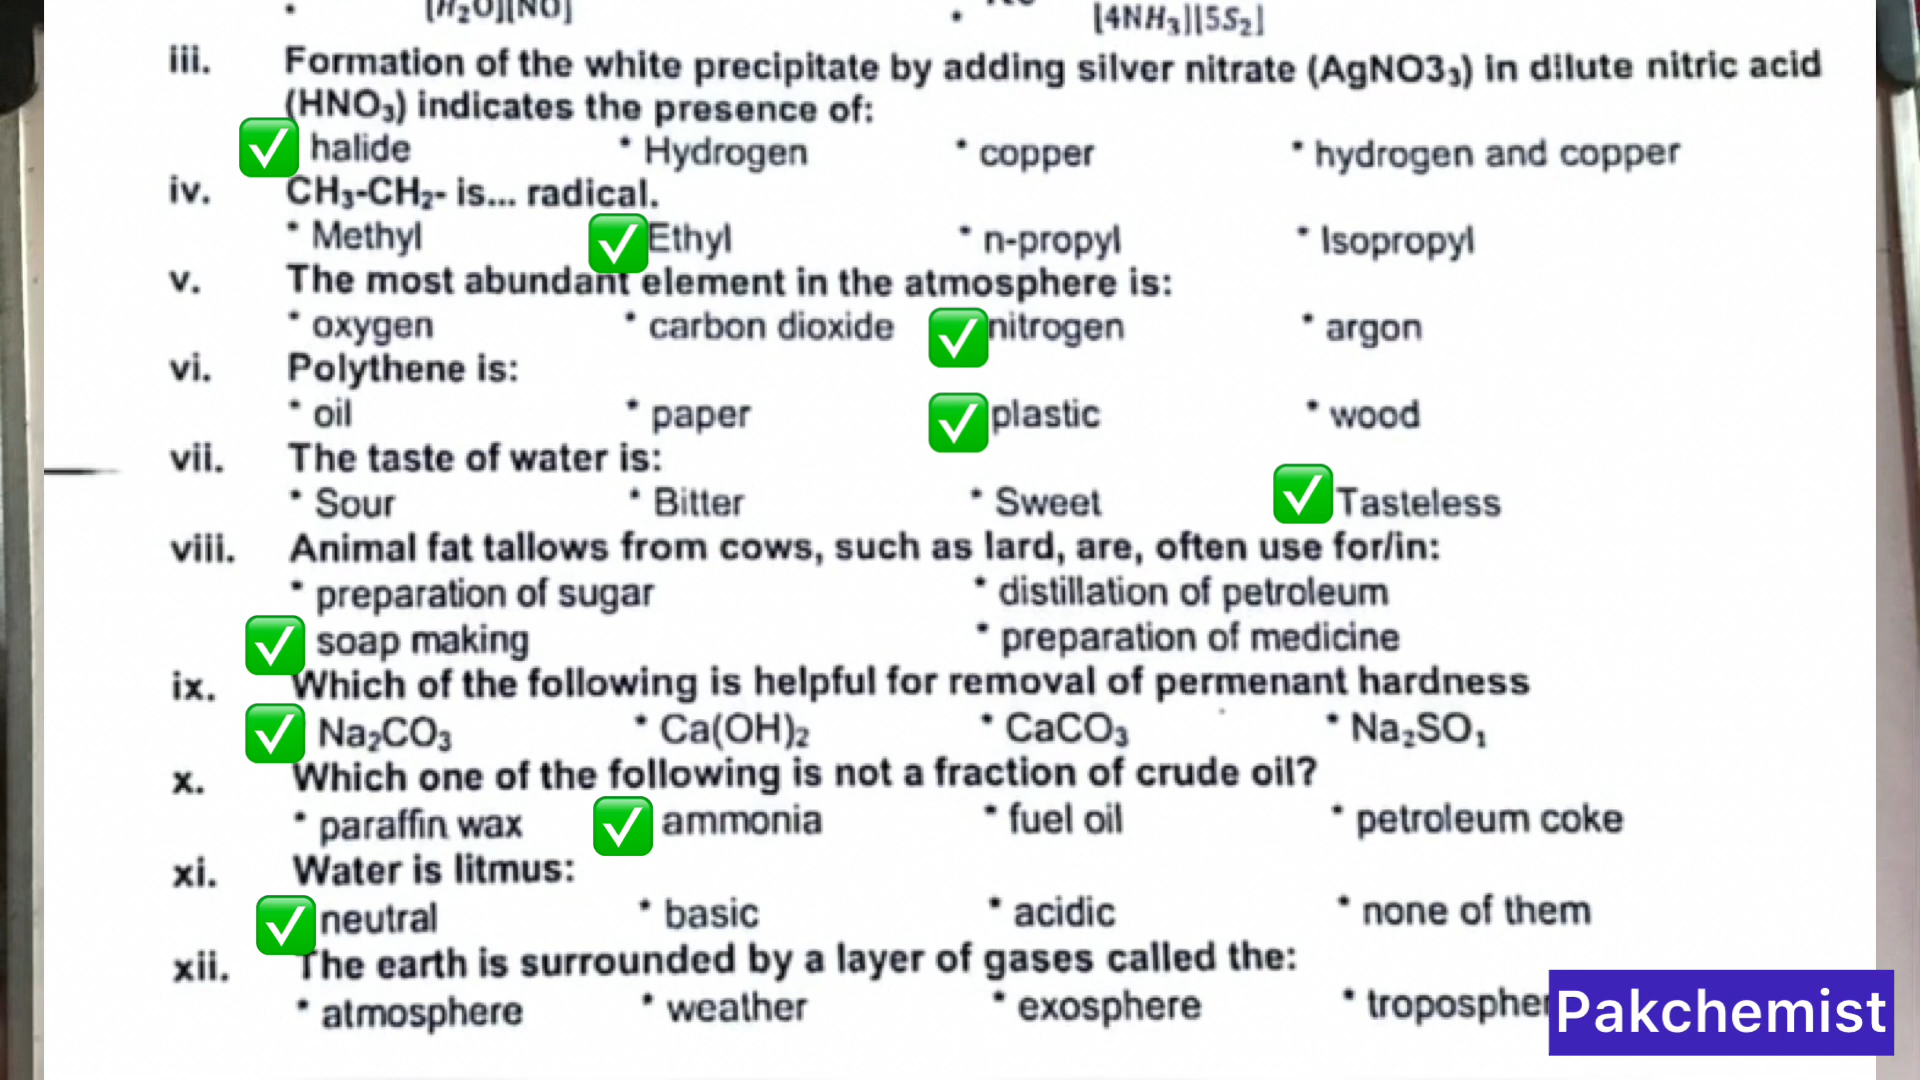 • [H₂O][NO] • [4NH₃][5S₂]
iii. Formation of the white precipitate by adding silver nitrate (AgNO3₃) in dilute nitric acid
(HNO₃) indicates the presence of:
✅ halide * Hydrogen * copper * hydrogen and copper
iv. CH₃-CH₂- is... radical.
* Methyl ✅ Ethyl * n-propyl * Isopropyl
v. The most abundant element in the atmosphere is:
* oxygen * carbon dioxide ✅ nitrogen * argon
vi. Polythene is:
* oil * paper ✅ plastic * wood
vii. The taste of water is:
* Sour * Bitter * Sweet ✅ Tasteless
viii. Animal fat tallows from cows, such as lard, are, often use for/in:
* preparation of sugar * distillation of petroleum
✅ soap making * preparation of medicine
ix. Which of the following is helpful for removal of permenant hardness
✅ Na₂CO₃ * Ca(OH)₂ * CaCO₃ * Na₂SO₁
x. Which one of the following is not a fraction of crude oil?
* paraffin wax ✅ ammonia * fuel oil * petroleum coke
xi. Water is litmus:
✅ neutral * basic * acidic * none of them
xii. The earth is surrounded by a layer of gases called the:
* atmosphere * weather * exosphere * tropospher
Pakchemist